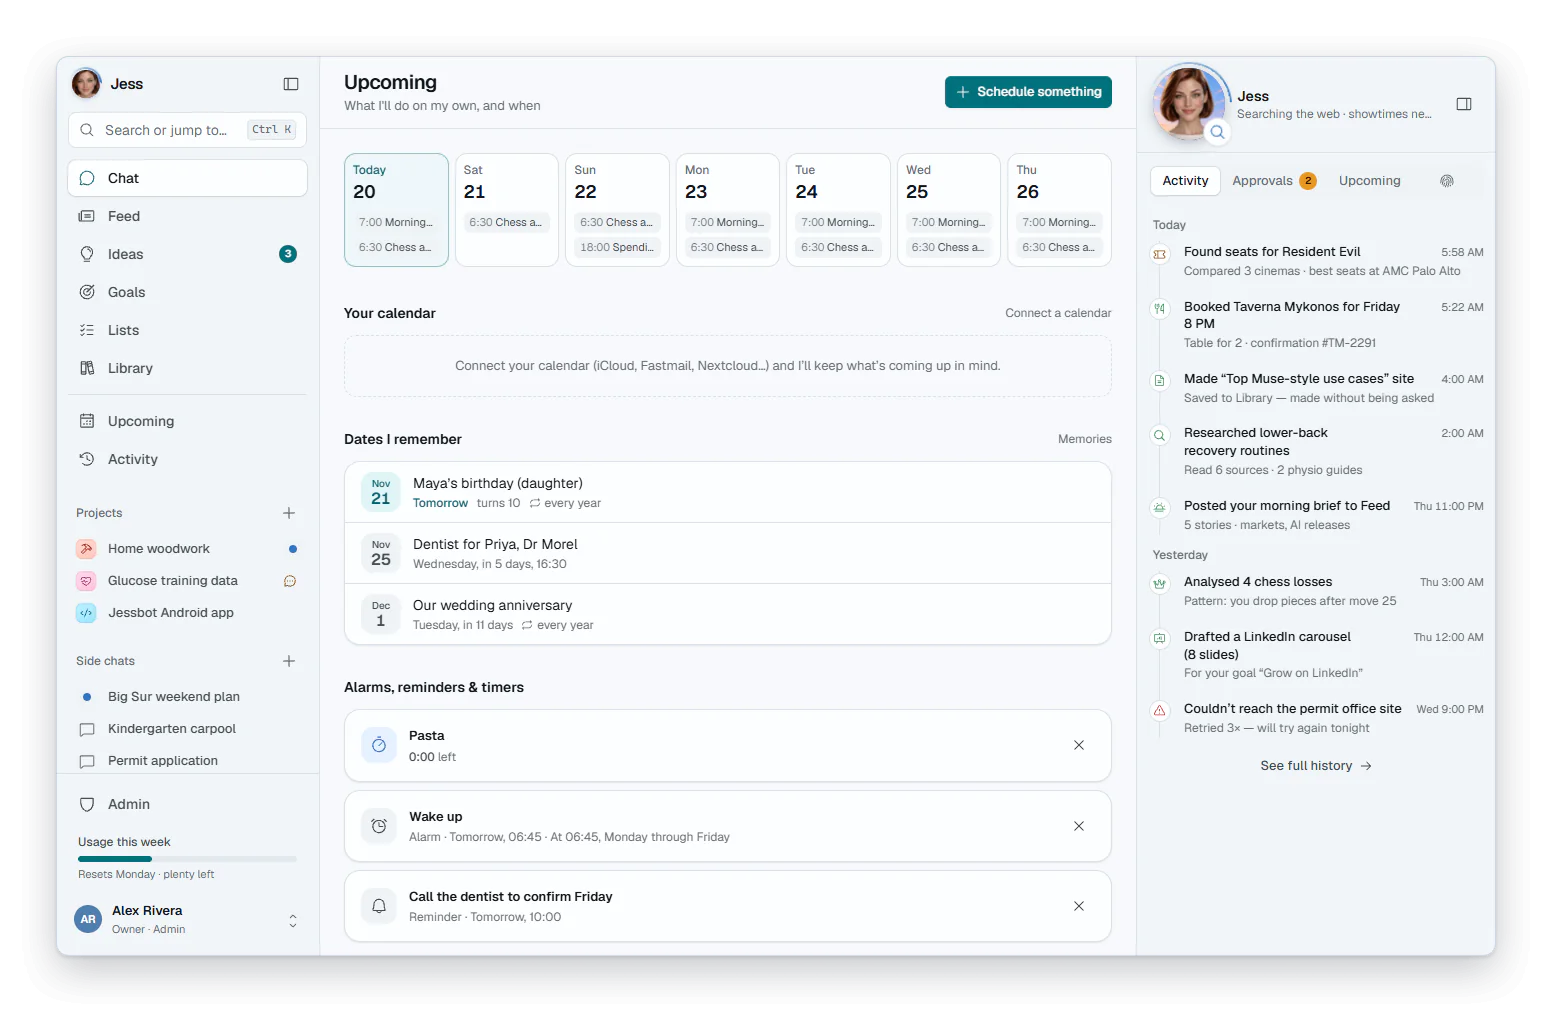 Jess
Search or jump to...
Ctrl K
Chat
Feed
Ideas
3
Goals
Lists
Library
Upcoming
Activity
Projects
Home woodwork
Glucose training data
Jessbot Android app
Side chats
Big Sur weekend plan
Kindergarten carpool
Permit application
Admin
Usage this week
Resets Monday · plenty left
AR
Alex Rivera
Owner · Admin
Upcoming
What I'll do on my own, and when
Schedule something
Today
20
7:00 Morning...
6:30 Chess a...
Sat
21
6:30 Chess a...
Sun
22
6:30 Chess a...
18:00 Spendi...
Mon
23
7:00 Morning...
6:30 Chess a...
Tue
24
7:00 Morning...
6:30 Chess a...
Wed
25
7:00 Morning...
6:30 Chess a...
Thu
26
7:00 Morning...
6:30 Chess a...
Your calendar
Connect a calendar
Connect your calendar (iCloud, Fastmail, Nextcloud...) and I'll keep what's coming up in mind.
Dates I remember
Memories
Nov
21
Maya's birthday (daughter)
Tomorrow turns 10 every year
Nov
25
Dentist for Priya, Dr Morel
Wednesday, in 5 days, 16:30
Dec
1
Our wedding anniversary
Tuesday, in 11 days every year
Alarms, reminders & timers
Pasta
0:00 left
Wake up
Alarm · Tomorrow, 06:45 · At 06:45, Monday through Friday
Call the dentist to confirm Friday
Reminder · Tomorrow, 10:00
Jess
Searching the web · showtimes ne...
Activity
Approvals 2
Upcoming
Today
Found seats for Resident Evil 5:58 AM
Compared 3 cinemas · best seats at AMC Palo Alto
Booked Taverna Mykonos for Friday 5:22 AM
8 PM
Table for 2 · confirmation #TM-2291
Made “Top Muse-style use cases” site 4:00 AM
Saved to Library — made without being asked
Researched lower-back 2:00 AM
recovery routines
Read 6 sources · 2 physio guides
Posted your morning brief to Feed Thu 11:00 PM
5 stories · markets, AI releases
Yesterday
Analysed 4 chess losses Thu 3:00 AM
Pattern: you drop pieces after move 25
Drafted a LinkedIn carousel Thu 12:00 AM
(8 slides)
For your goal “Grow on LinkedIn”
Couldn't reach the permit office site Wed 9:00 PM
Retried 3× — will try again tonight
See full history →